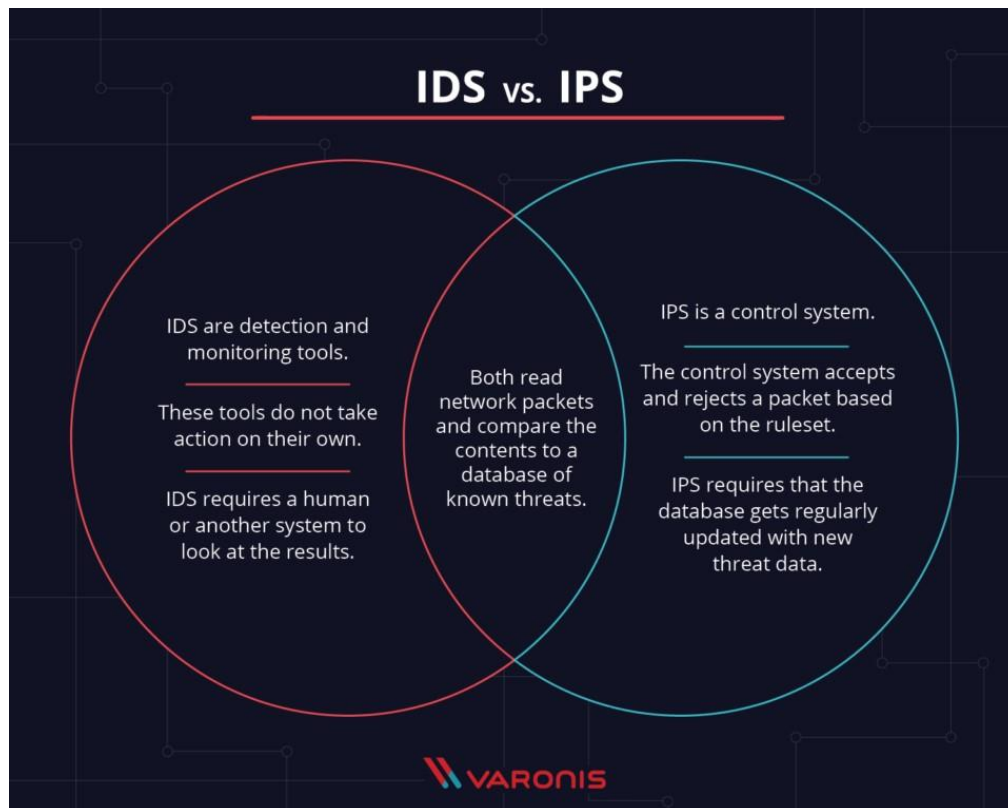 IDS vs. IPS
IDS are detection and
monitoring tools.
These tools do not take
action on their own.
IDS requires a human
or another system to
look at the results.
Both read
network packets
and compare the
contents to a
database of
known threats.
IPS is a control system.
The control system accepts
and rejects a packet based
on the ruleset.
IPS requires that the
database gets regularly
updated with new
threat data.
VARONIS